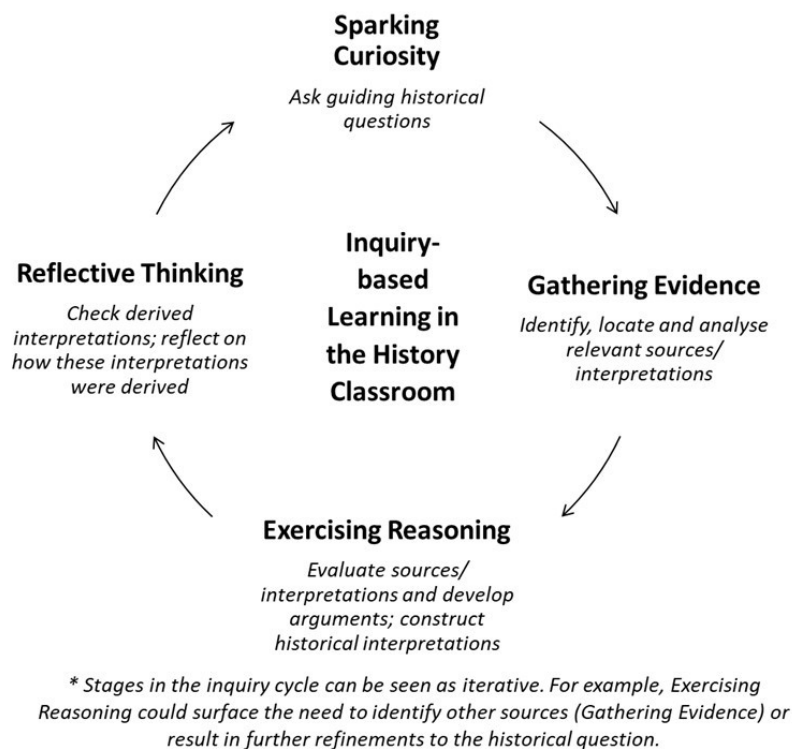 Sparking
Curiosity
Ask guiding historical
questions
Gathering Evidence
Identify, locate and analyse
relevant sources/
interpretations
Exercising Reasoning
Evaluate sources/
interpretations and develop
arguments; construct
historical interpretations
Reflective Thinking
Check derived
interpretations; reflect on
how these interpretations
were derived
Inquiry-
based
Learning in
the History
Classroom
* Stages in the inquiry cycle can be seen as iterative. For example, Exercising
Reasoning could surface the need to identify other sources (Gathering Evidence) or
result in further refinements to the historical question.